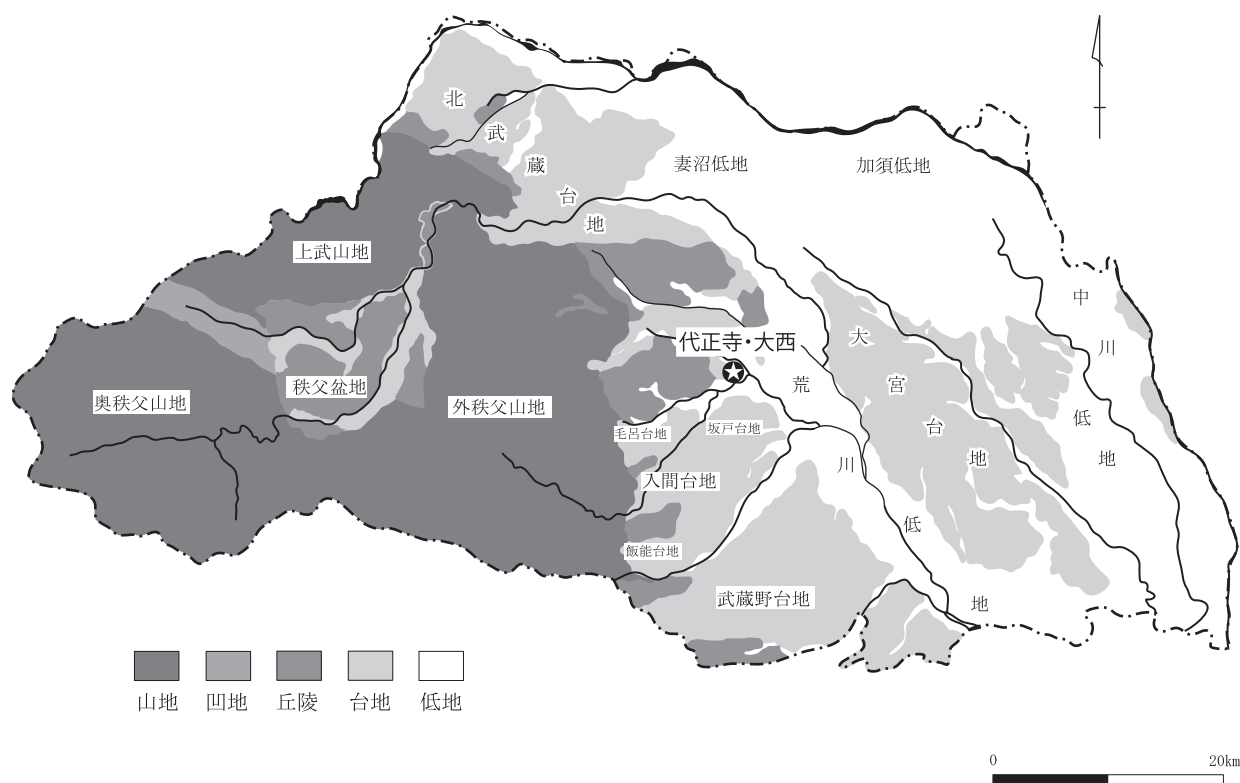 北武蔵台地
妻沼低地
加須低地
上武山地
中川低地
代正寺・大西
大宮台地
荒川低地
秩父盆地
奥秩父山地
外秩父山地
毛呂台地
坂戸台地
入間台地
飯能台地
武蔵野台地
山地
凹地
丘陵
台地
低地
0
20km